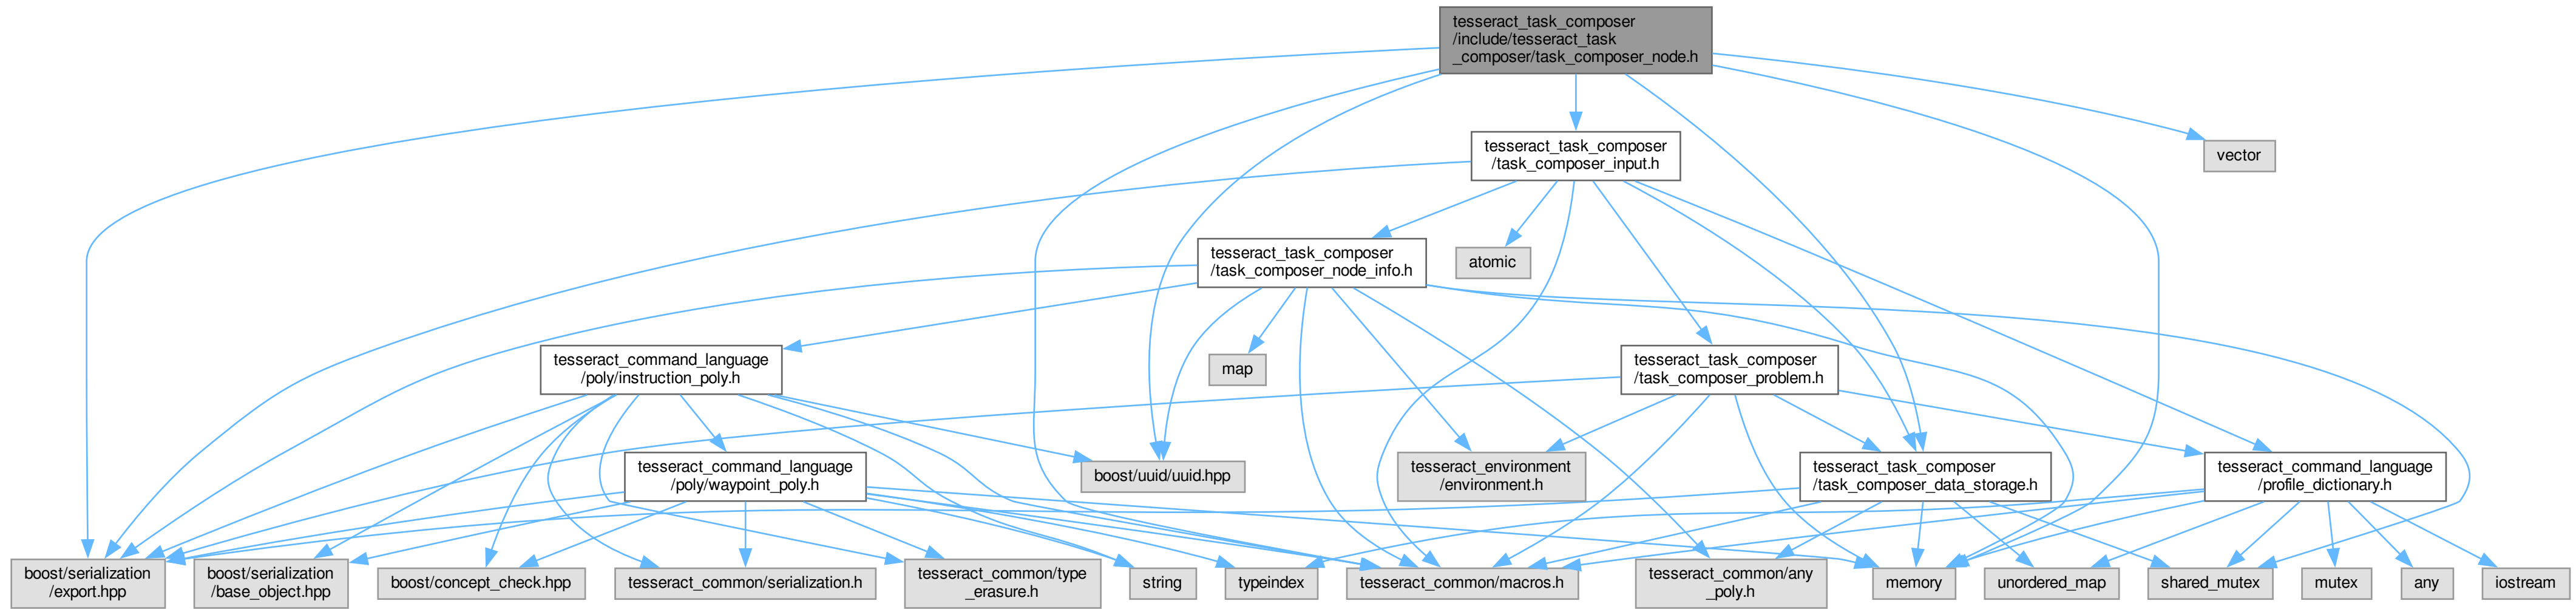 tesseract_task_composer
/include/tesseract_task
_composer/task_composer_node.h
tesseract_task_composer
/task_composer_input.h
vector
tesseract_task_composer
/task_composer_node_info.h
atomic
tesseract_command_language
/poly/instruction_poly.h
map
tesseract_task_composer
/task_composer_problem.h
tesseract_command_language
/poly/waypoint_poly.h
boost/uuid/uuid.hpp
tesseract_environment
/environment.h
tesseract_task_composer
/task_composer_data_storage.h
tesseract_command_language
/profile_dictionary.h
boost/serialization
/export.hpp
boost/serialization
/base_object.hpp
boost/concept_check.hpp
tesseract_common/serialization.h
tesseract_common/type
_erasure.h
string
typeindex
tesseract_common/macros.h
tesseract_common/any
_poly.h
memory
unordered_map
shared_mutex
mutex
any
iostream